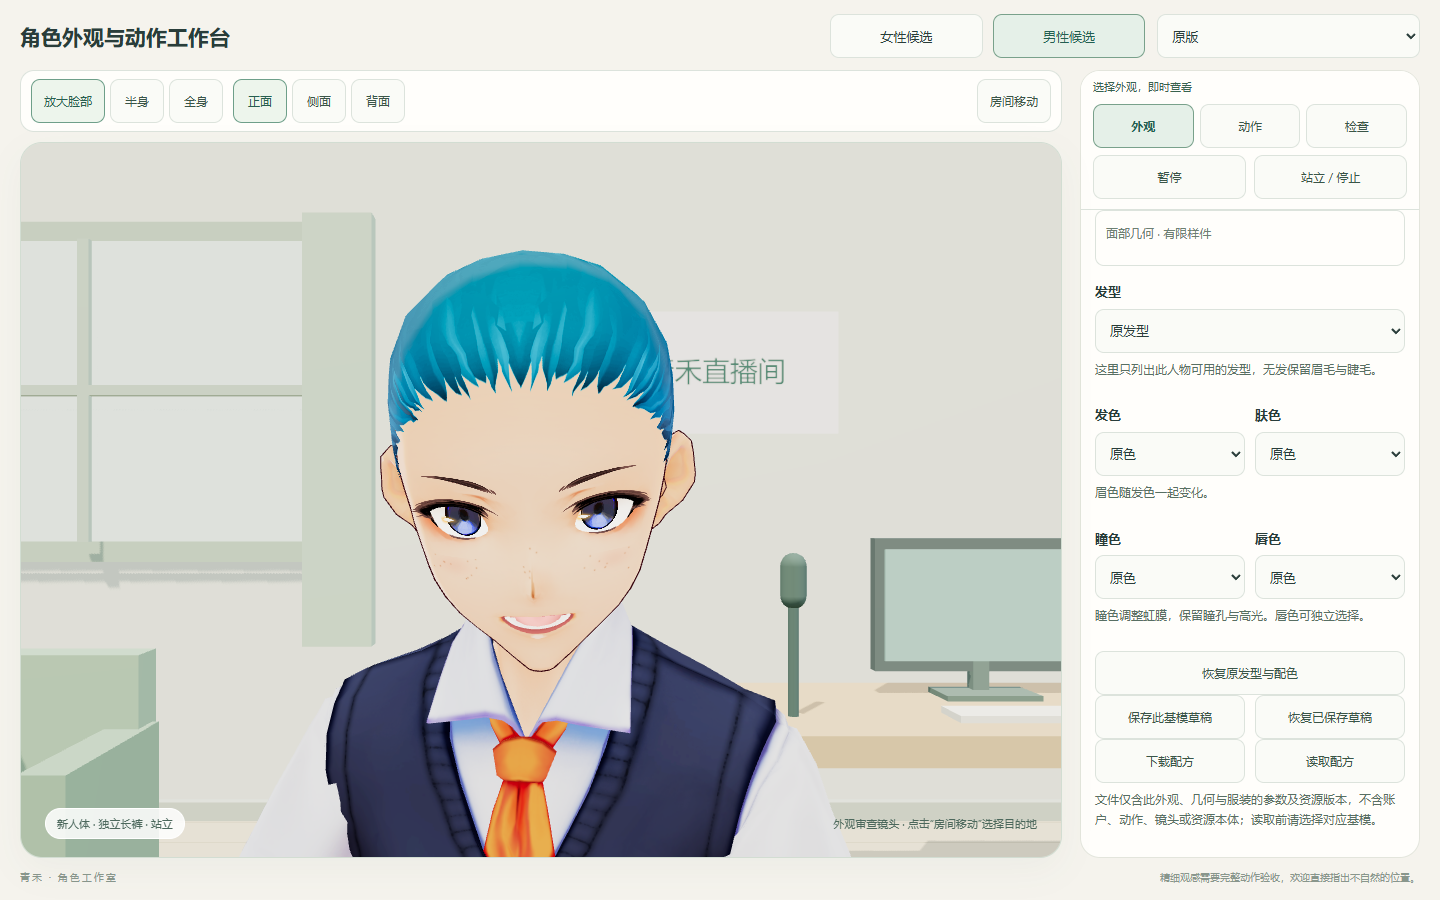 角色外观与动作工作台
女性候选
男性候选
原版
放大脸部
半身
全身
正面
侧面
背面
房间移动
选择外观，即时查看
外观
动作
检查
暂停
站立 / 停止
面部几何 · 有限样件
发型
原发型
这里只列出此人物可用的发型，无发保留眉毛与睫毛。
发色
肤色
原色
原色
眉色随发色一起变化。
瞳色
唇色
原色
原色
瞳色调整虹膜，保留瞳孔与高光。唇色可独立选择。
恢复原发型与配色
保存此基模草稿
恢复已保存草稿
下载配方
读取配方
文件仅含此外观、几何与服装的参数及资源版本，不含账
户、动作、镜头或资源本体；读取前请选择对应基模。
禾直播间
新人体 · 独立长裤 · 站立
外观审查镜头 · 点击“房间移动”选择目的地
青禾 · 角色工作室
精细观感需要完整动作验收，欢迎直接指出不自然的位置。